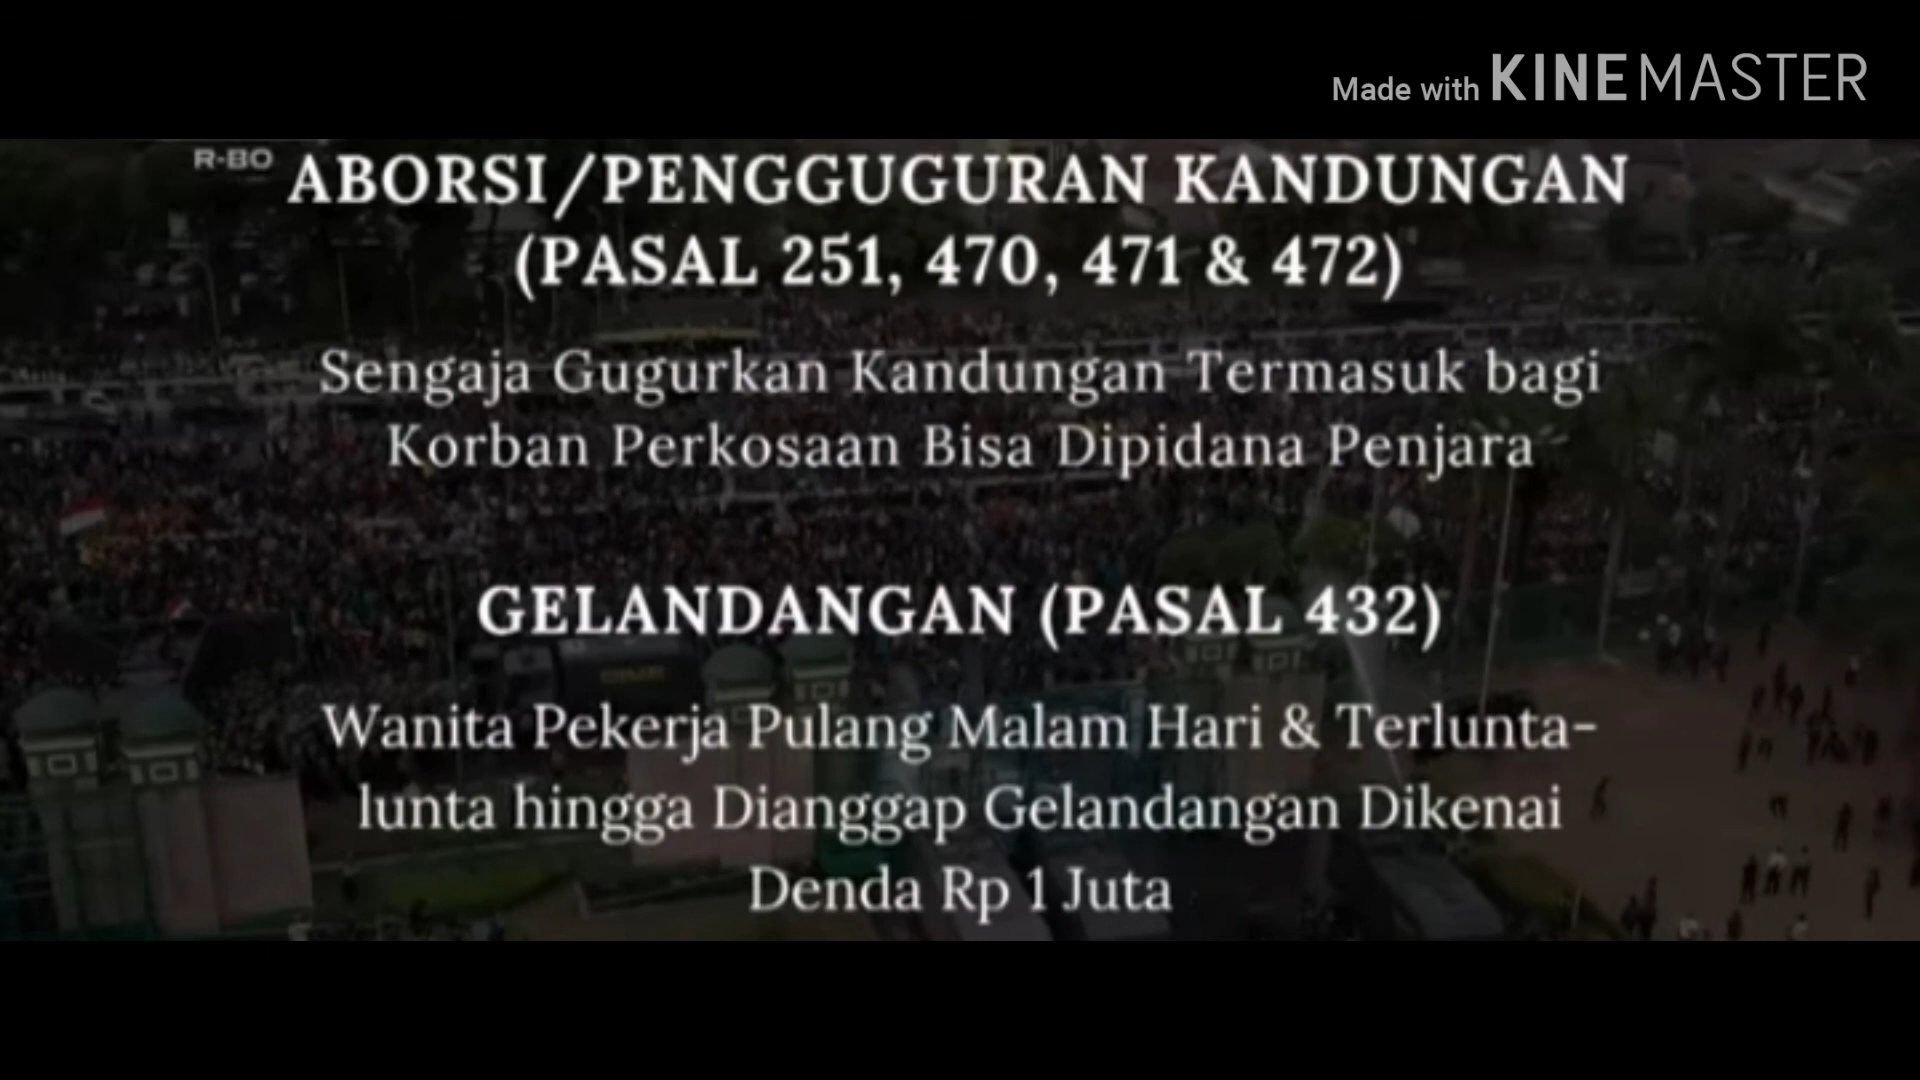 Made with KINEMASTER
R-BO
ABORSI/PENGGUGURAN KANDUNGAN
(PASAL 251, 470, 471 & 472)
Sengaja Gugurkan Kandungan Termasuk bagi
Korban Perkosaan Bisa Dipidana Penjara
GELANDANGAN (PASAL 432)
Wanita Pekerja Pulang Malam Hari & Terlunta-
lunta hingga Dianggap Gelandangan Dikenai
Denda Rp 1 Juta